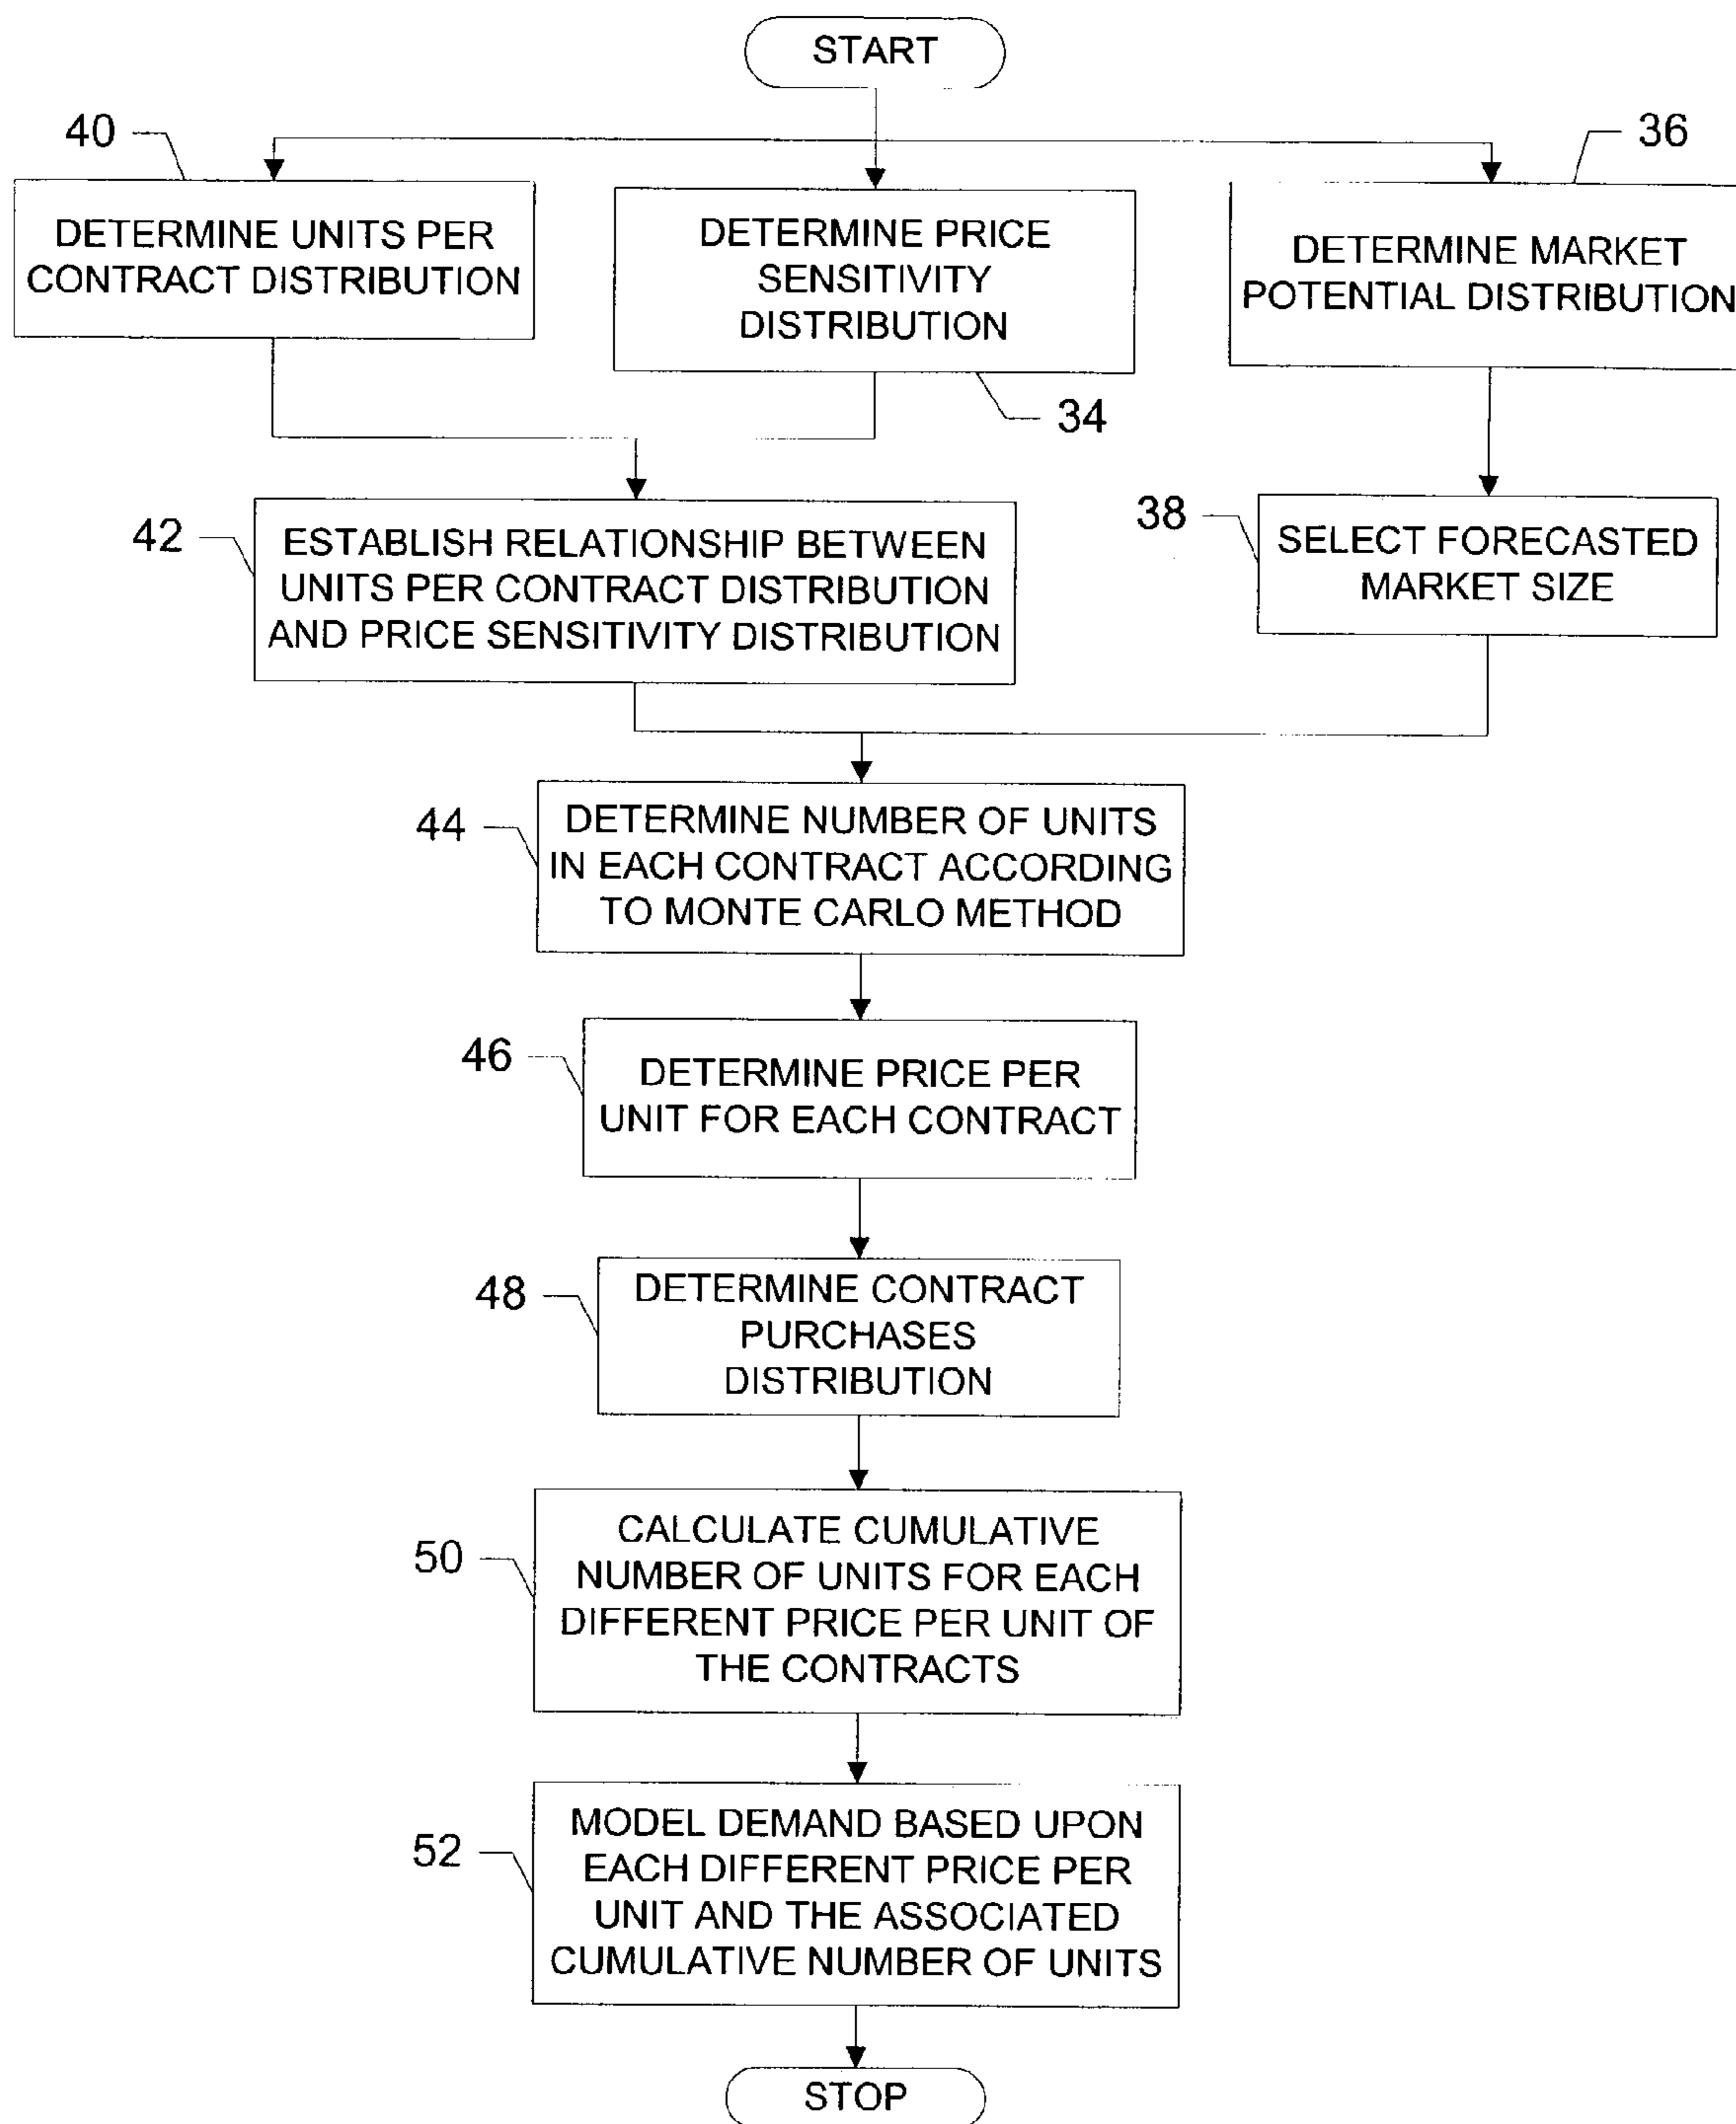 START
40
36
DETERMINE UNITS PER
CONTRACT DISTRIBUTION
DETERMINE PRICE
SENSITIVITY
DISTRIBUTION
DETERMINE MARKET
POTENTIAL DISTRIBUTION
34
42
ESTABLISH RELATIONSHIP BETWEEN
UNITS PER CONTRACT DISTRIBUTION
AND PRICE SENSITIVITY DISTRIBUTION
38
SELECT FORECASTED
MARKET SIZE
44
DETERMINE NUMBER OF UNITS
IN EACH CONTRACT ACCORDING
TO MONTE CARLO METHOD
46
DETERMINE PRICE PER
UNIT FOR EACH CONTRACT
48
DETERMINE CONTRACT
PURCHASES
DISTRIBUTION
50
CALCULATE CUMULATIVE
NUMBER OF UNITS FOR EACH
DIFFERENT PRICE PER UNIT OF
THE CONTRACTS
52
MODEL DEMAND BASED UPON
EACH DIFFERENT PRICE PER
UNIT AND THE ASSOCIATED
CUMULATIVE NUMBER OF UNITS
STOP